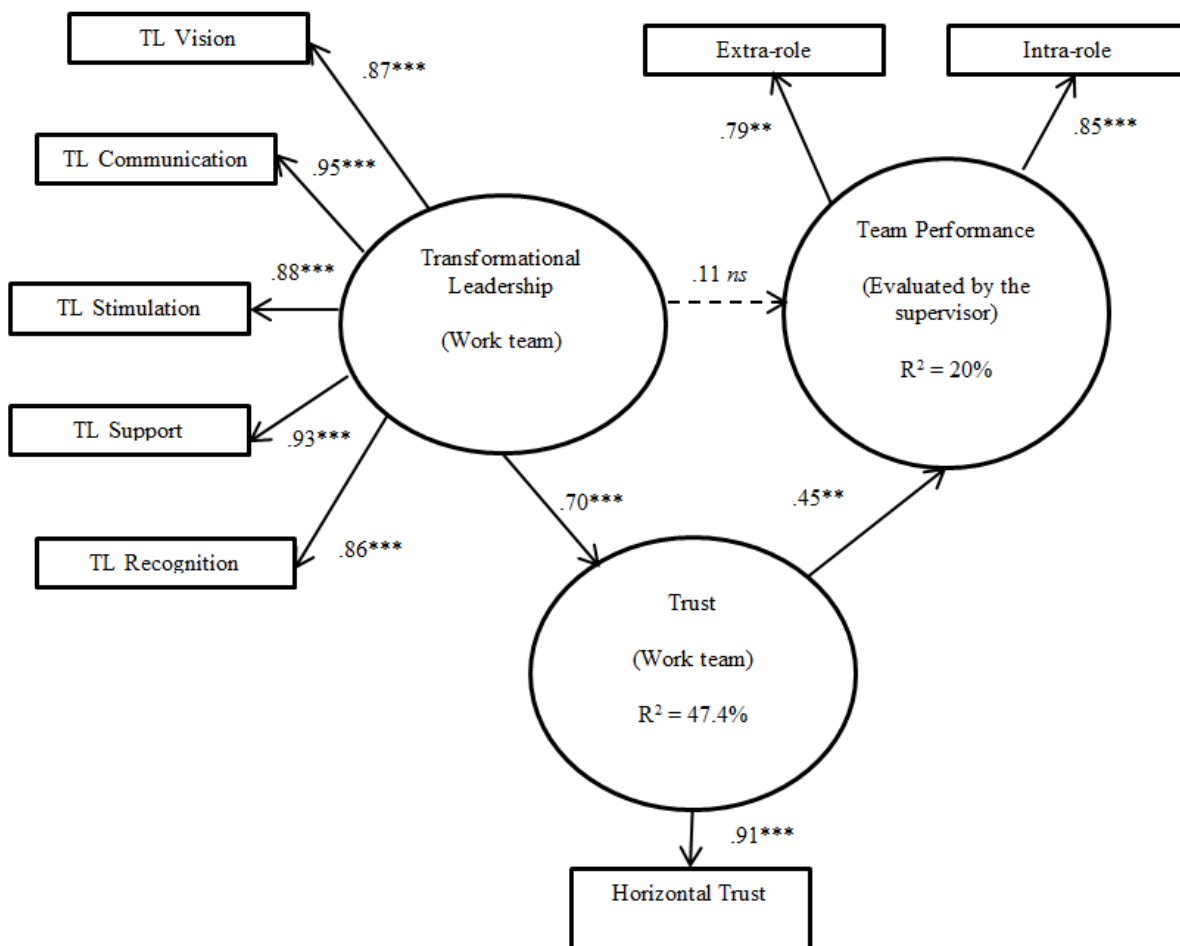 TL Vision
.87***
TL Communication
.95***
TL Stimulation
.88***
TL Support
.93***
TL Recognition
.86***
Transformational
Leadership
(Work team)
.11 ns
Extra-role
Intra-role
.79**
.85***
Team Performance
(Evaluated by the
supervisor)
R² = 20%
.70***
.45**
Trust
(Work team)
R² = 47.4%
.91***
Horizontal Trust